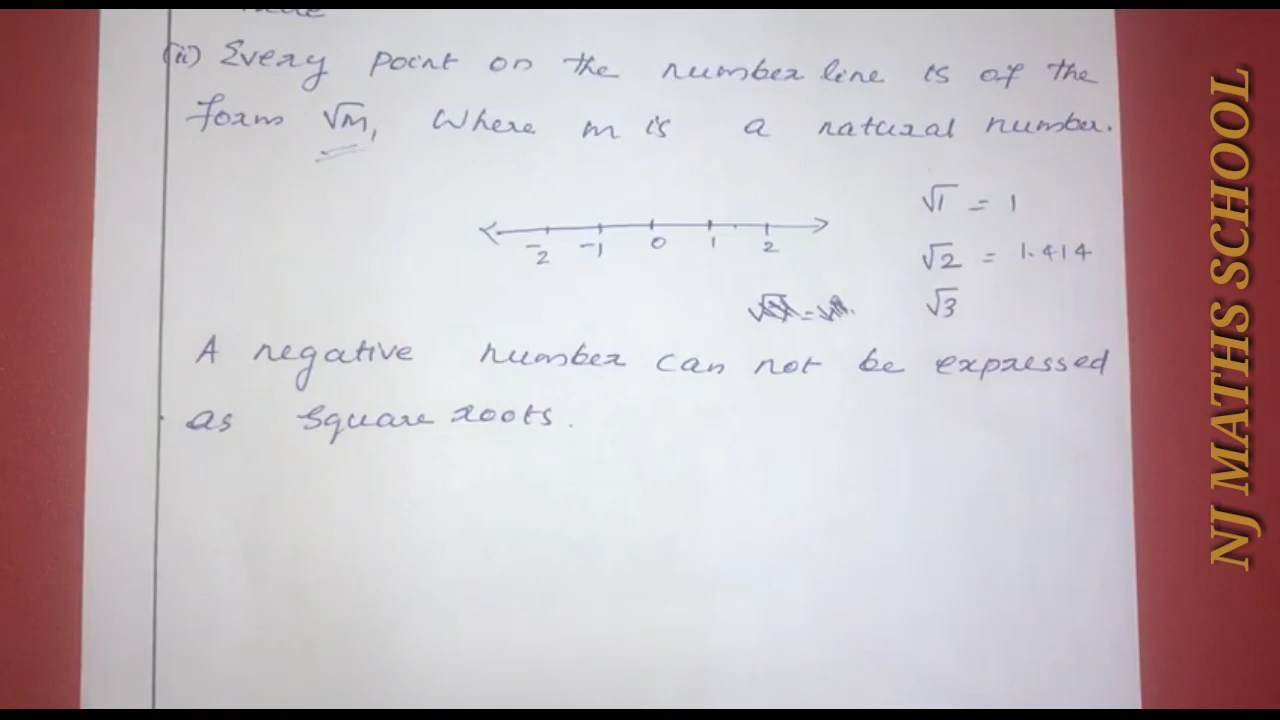 (ii) Every point on the number line is of the
form √m, Where m is a natural number.
√1 = 1
-2 -1 0 1 2
√2 = 1.414
√3
A negative number can not be expressed
as Square roots.
NJ MATHS SCHOOL